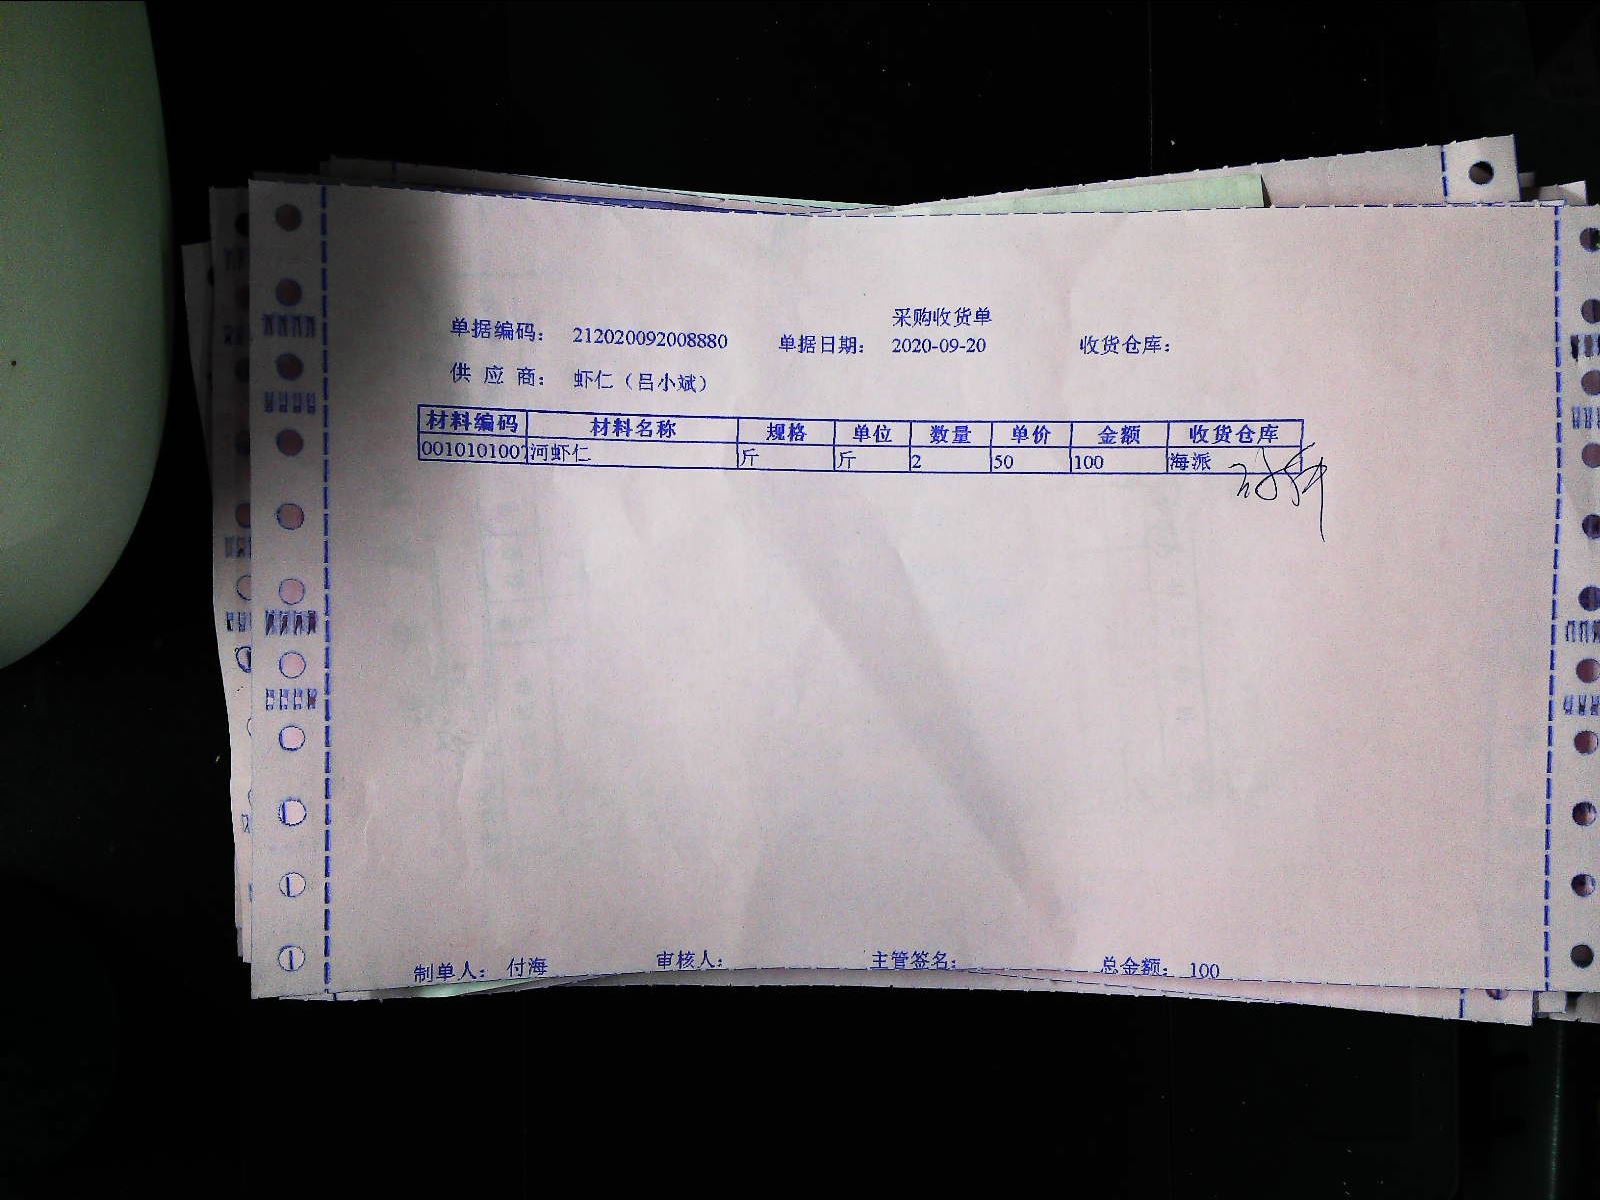 采购收货单
单据编码： 212020092008880 单据日期： 2020-09-20 收货仓库：
供 应 商： 虾仁（吕小斌）
材料编码 材料名称 规格 单位 数量 单价 金额 收货仓库
0010101007 河虾仁 斤 斤 2 50 100 海派
制单人： 付海 审核人： 主管签名： 总金额： 100